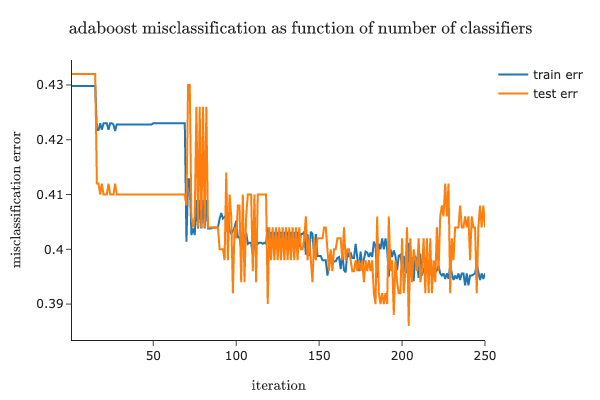 adaboost misclassification as function of number of classifiers
train err
test err
misclassification error
0.43
0.42
0.41
0.4
0.39
50
100
150
200
250
iteration